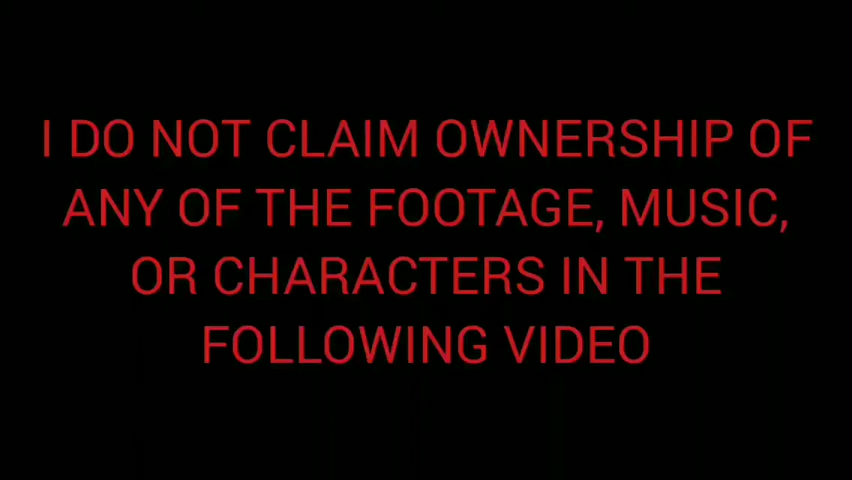 I DO NOT CLAIM OWNERSHIP OF
ANY OF THE FOOTAGE, MUSIC,
OR CHARACTERS IN THE
FOLLOWING VIDEO